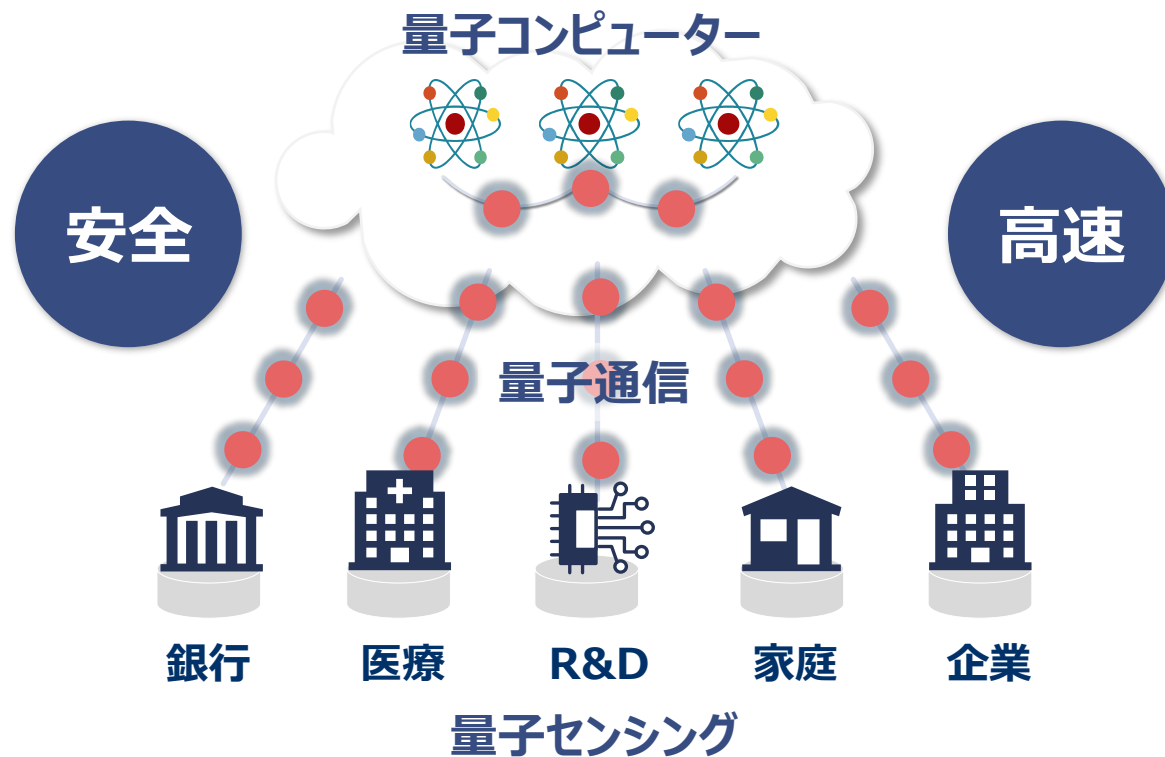 量子コンピューター
安全
高速
量子通信
銀行
医療
R&D
家庭
企業
量子センシング